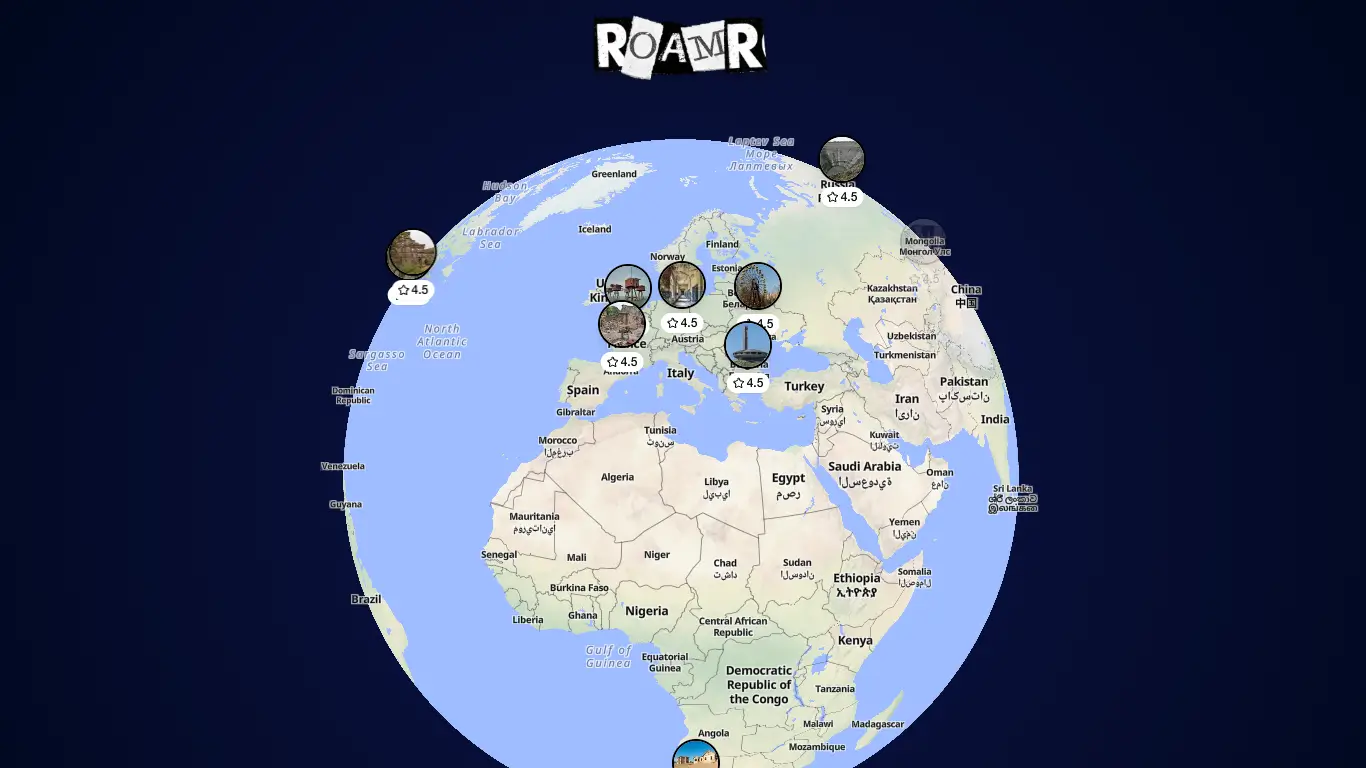 ROAMR
Laptev Sea
Море
Лаптевых
Greenland
Hudson
Bay
Russia
4.5
Labrador
Sea
Iceland
Finland
Mongolia
Монгол Улс
Norway
Estonia
4.5
4.5
Kazakhstan
Қазақстан
China
中国
4.5
4.5
North
Atlantic
Ocean
Austria
Uzbekistan
Turkmenistan
Sargasso
Sea
4.5
Italy
4.5
Spain
Turkey
Pakistan
پاکستان
Dominican
Republic
Iran
ایران
Gibraltar
Syria
سوريا
India
Tunisia
تونس
Kuwait
الكويت
Morocco
المغرب
Venezuela
Algeria
Libya
ليبيا
Egypt
مصر
Saudi Arabia
السعودية
Oman
عمان
Sri Lanka
ශ්‍රී ලංකාව
இலங்கை
Guyana
Mauritania
موريتانيا
Yemen
اليمن
Senegal
Mali
Niger
Chad
تشاد
Sudan
السودان
Somalia
الصومال
Ethiopia
ኢትዮጵያ
Burkina Faso
Brazil
Nigeria
Liberia
Ghana
Central African
Republic
Kenya
Gulf of
Guinea
Equatorial
Guinea
Democratic
Republic of
the Congo
Tanzania
Malawi
Madagascar
Angola
Mozambique